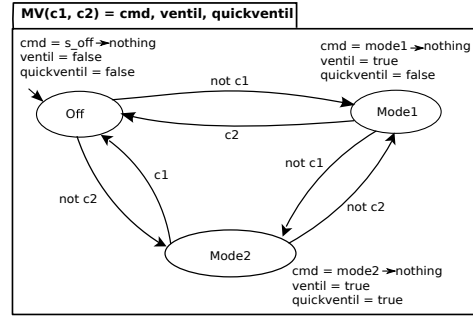 MV(c1, c2) = cmd, ventil, quickventil
cmd = s_off → nothing
ventil = false
quickventil = false
cmd = mode1 → nothing
ventil = true
quickventil = false
not c1
Off
Mode1
c2
not c1
c1
not c2
not c2
Mode2
cmd = mode2 → nothing
ventil = true
quickventil = true